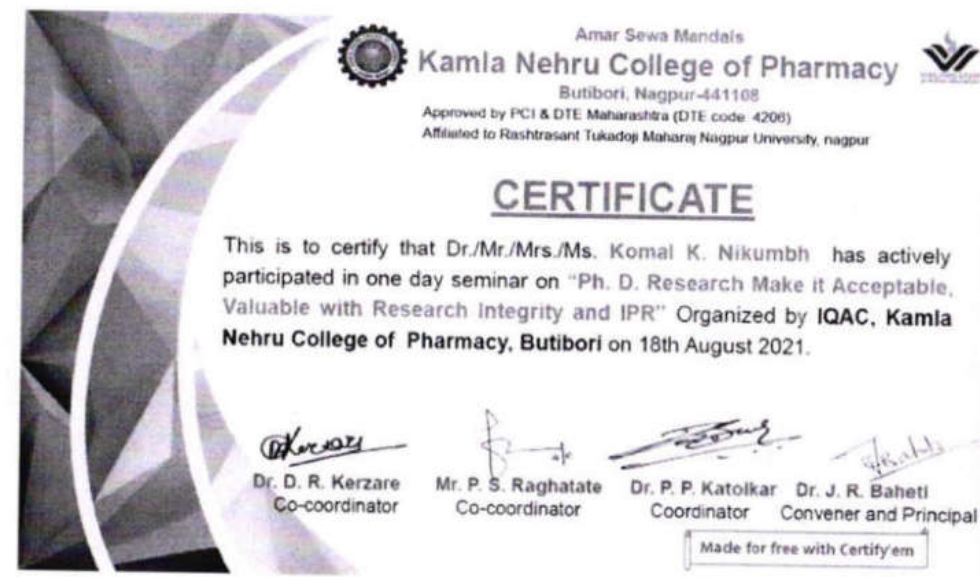 Amar Sewa Mandals
Kamla Nehru College of Pharmacy
Butibori, Nagpur-441108
Approved by PCI & DTE Maharashtra (DTE code 4206)
Affiliated to Rashtrasant Tukadoji Maharaj Nagpur University, nagpur
CERTIFICATE
This is to certify that Dr./Mr./Mrs./Ms. Komal K. Nikumbh has actively
participated in one day seminar on "Ph. D. Research Make it Acceptable,
Valuable with Research Integrity and IPR" Organized by IQAC, Kamla
Nehru College of Pharmacy, Butibori on 18th August 2021.
Dr. D. R. Kerzare Mr. P. S. Raghatate Dr. P. P. Katolkar Dr. J. R. Baheti
Co-coordinator Co-coordinator Coordinator Convener and Principal
Made for free with Certify'em